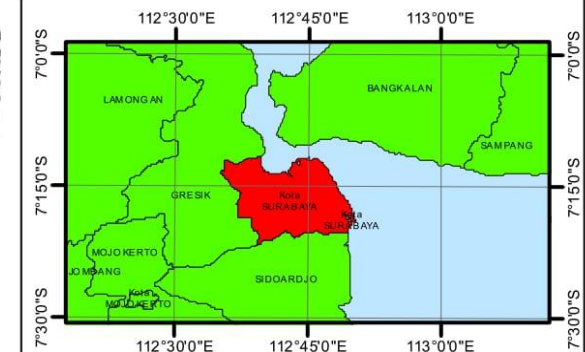 112°30'0"E 112°45'0"E 113°0'0"E
7°0'0"S
7°0'0"S
LAMONGAN
BANGKALAN
SAMPANG
7°15'0"S
7°15'0"S
GRESIK
Kota
SURABAYA
Kota
SURABAYA
MOJOKERTO
JOMBANG
SIDOARDJO
Kota
MOJOKERTO
7°30'0"S
7°30'0"S
112°30'0"E 112°45'0"E 113°0'0"E